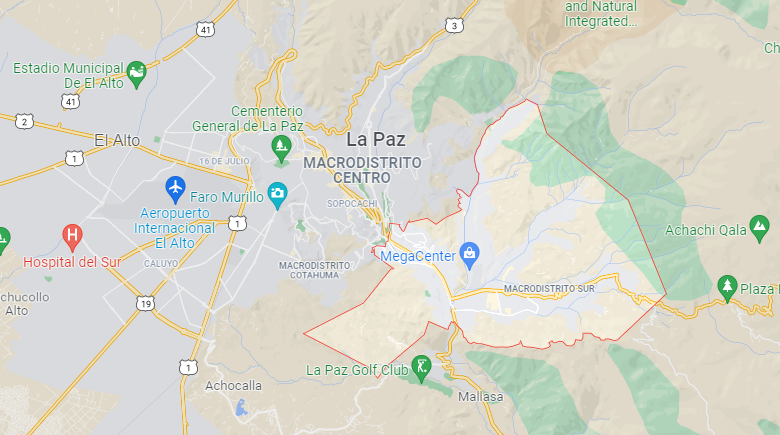 and Natural
Integrated...
41
3
Ch
Estadio Municipal
De El Alto
41
Cementerio
General de La Paz
2
El Alto
La Paz
1
16 DE JULIO
MACRODISTRITO
CENTRO
Faro Murillo
SOPOCACHI
Aeropuerto
Internacional
El Alto
1
Achachi Qala
Hospital del Sur
CALUYO
MACRODISTRITO
COTAHUMA
MegaCenter
MACRODISTRITO SUR
Plaza
chucollo
Alto
19
1
La Paz Golf Club
Achocalla
Mallasa